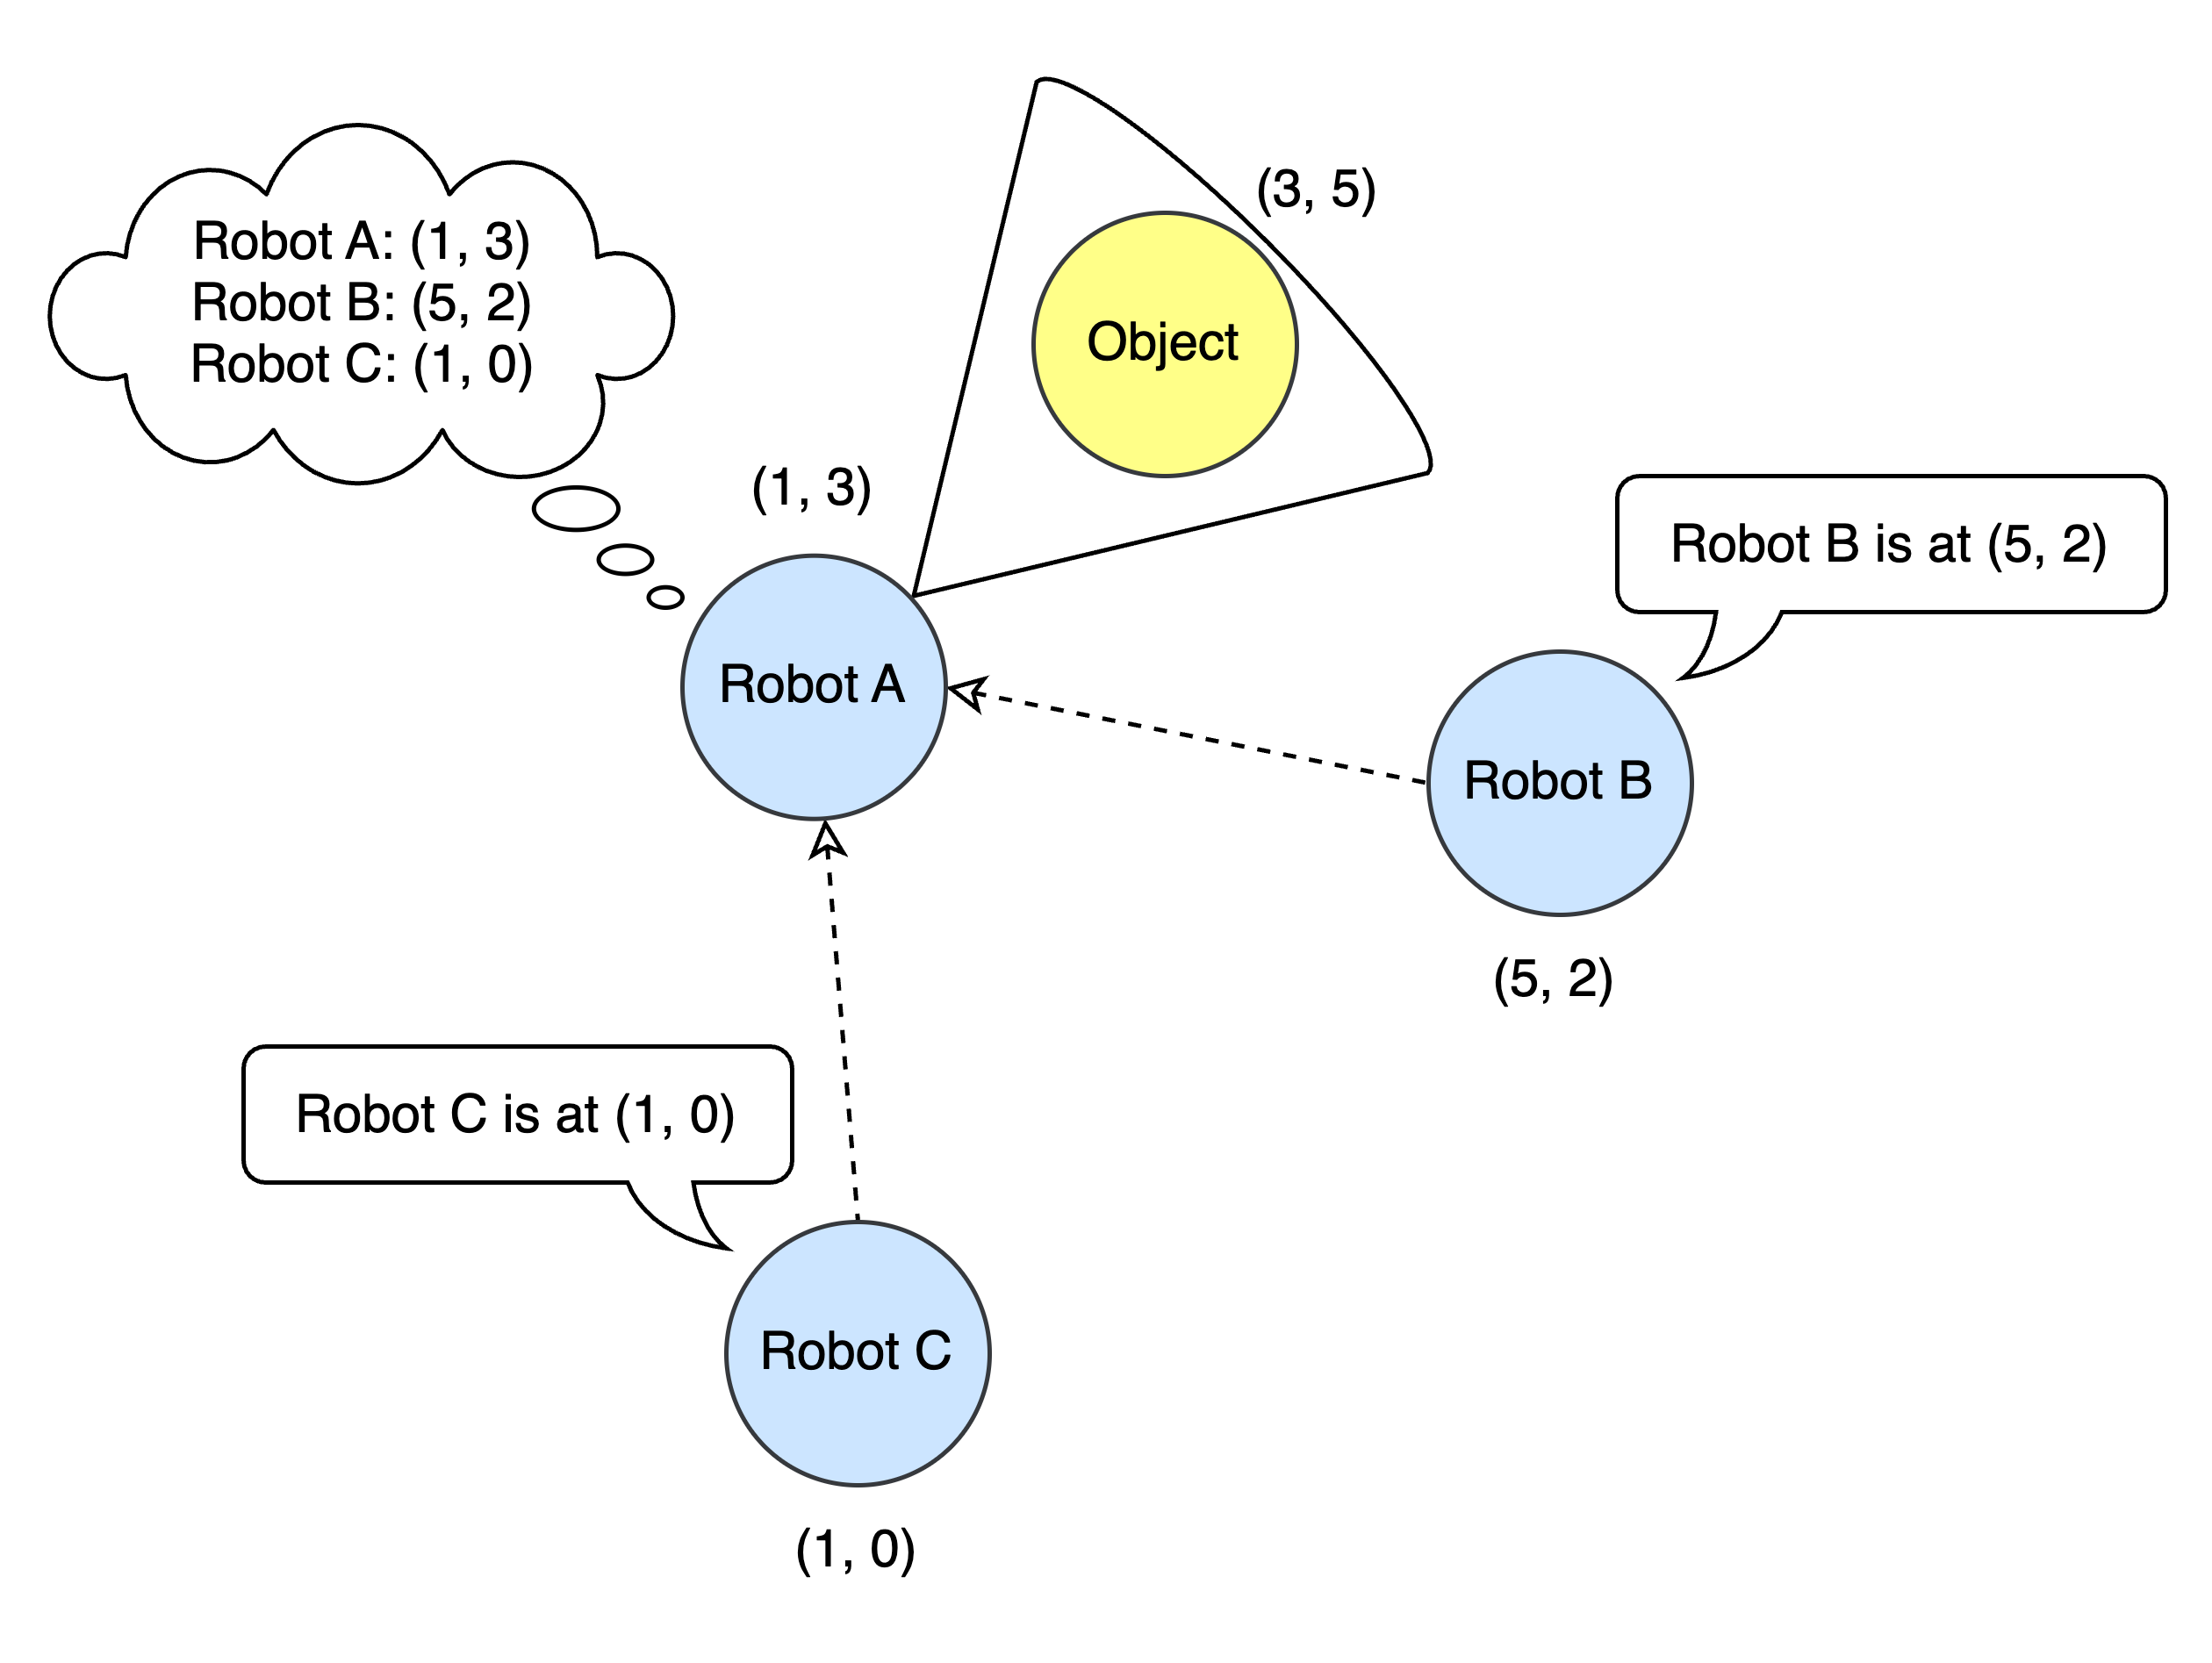 (3, 5)
Robot A: (1, 3)
Robot B: (5, 2)
Robot C: (1, 0)
Object
(1, 3)
Robot B is at (5, 2)
Robot A
Robot B
(5, 2)
Robot C is at (1, 0)
Robot C
(1, 0)